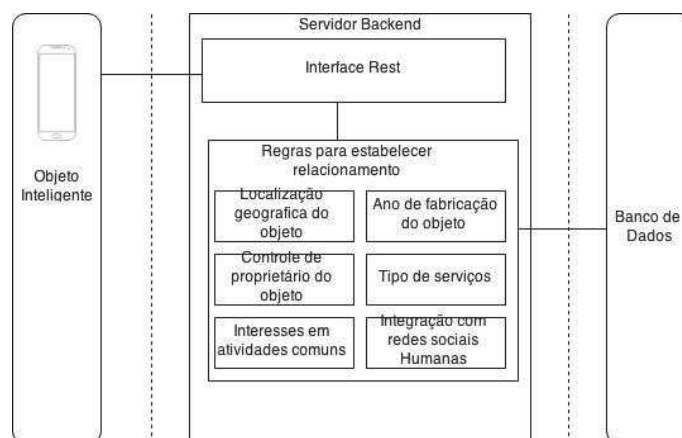 Servidor Backend
Interface Rest
Objeto
Inteligente
Regras para estabelecer
relacionamento
Localização
geografica do
objeto
Ano de fabricação
do objeto
Controle de
proprietário do
objeto
Tipo de serviços
Interesses em
atividades comuns
Integração com
redes sociais
Humanas
Banco de
Dados